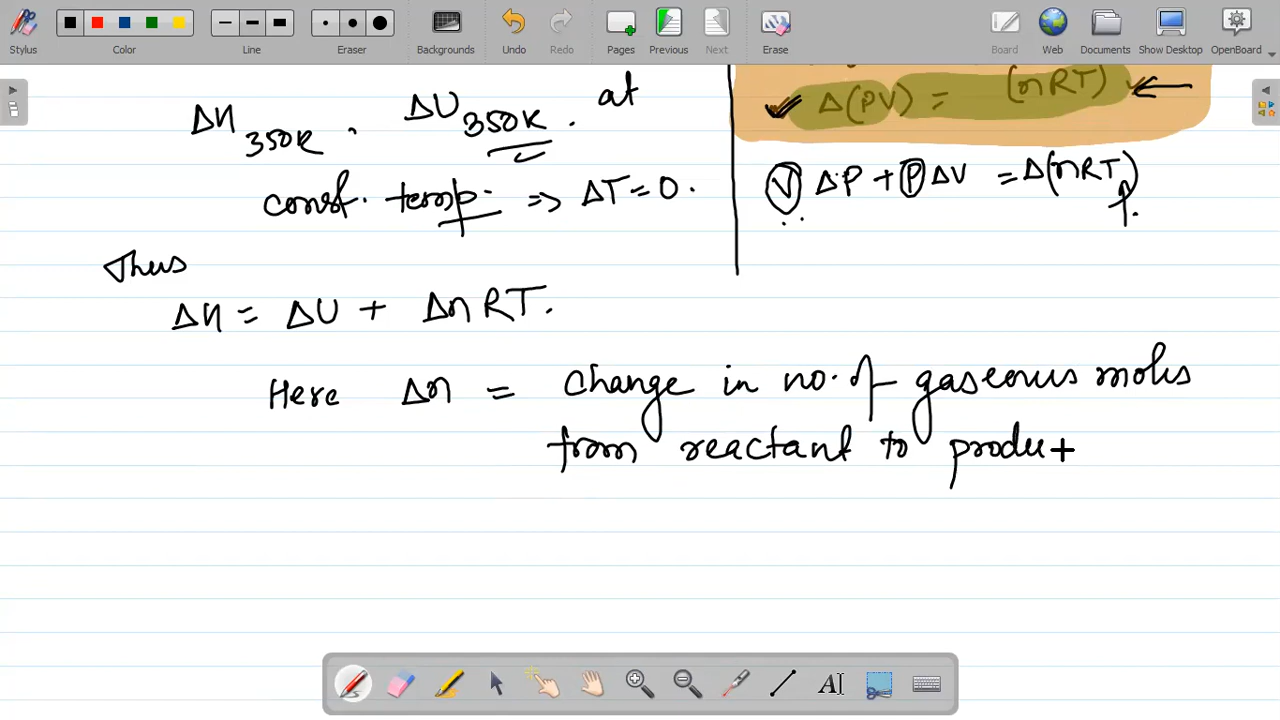 Stylus Color Line Eraser Backgrounds Undo Redo Pages Previous Next Erase Board Web Documents Show Desktop OpenBoard
ΔH350K . ΔU350K . at
const. temp. ⇒ ΔT = 0.
Δ(PV) = (nRT) ✓ ←
V ΔP + P ΔV = Δ(nRT)
Thus
ΔH = ΔU + ΔnRT.
Here Δn = change in no. of gaseous moles
from reactant to produt